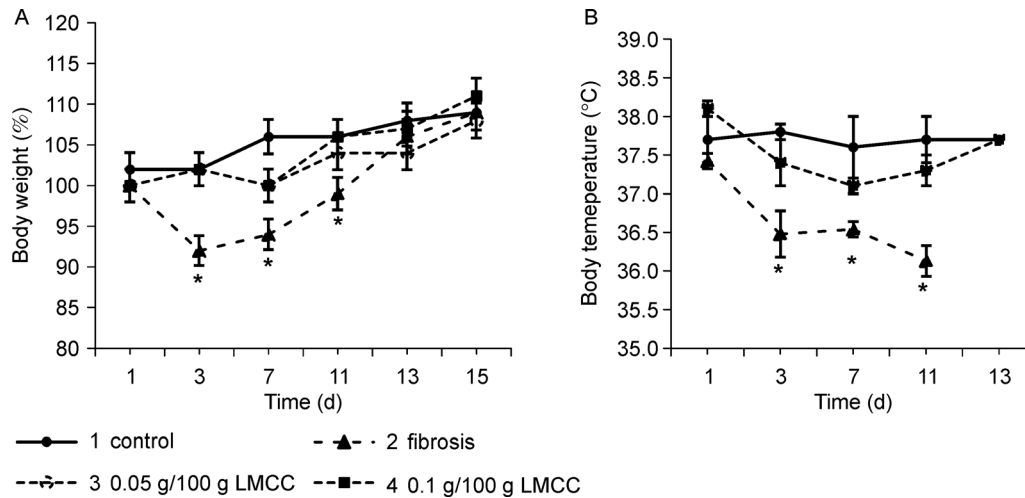 A
120
115
110
105
100
95
90
85
80
Body weight (%)
*
*
*
1 3 7 11 13 15
Time (d)
B
39.0
38.5
38.0
37.5
37.0
36.5
36.0
35.5
35.0
Body temeperature (°C)
*
*
*
1 3 7 11 13
Time (d)
1 control
2 fibrosis
3 0.05 g/100 g LMCC
4 0.1 g/100 g LMCC